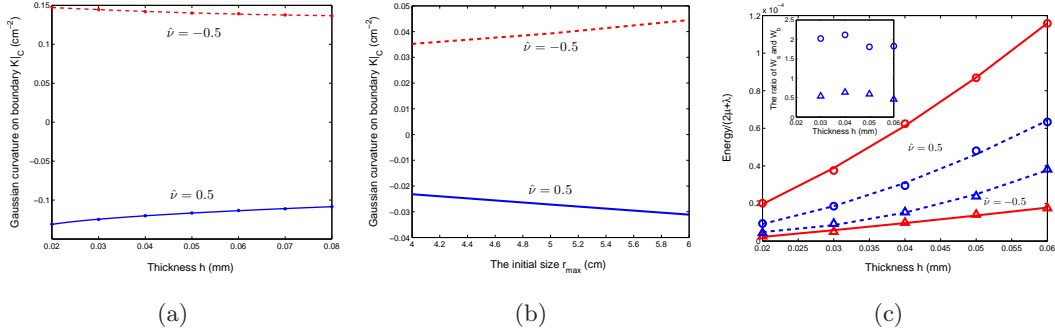 0.15
0.1
0.05
0
−0.05
−0.1
0.02 0.03 0.04 0.05 0.06 0.07 0.08
Thickness h (mm)
Gaussian curvature on boundary K|C (cm−2)
ν̂ = −0.5
ν̂ = 0.5
(a)
0.05
0.04
0.03
0.02
0.01
0
−0.01
−0.02
−0.03
−0.04
4 4.2 4.4 4.6 4.8 5 5.2 5.4 5.6 5.8 6
The initial size rmax (cm)
Gaussian curvature on boundary K|C (cm−2)
ν̂ = −0.5
ν̂ = 0.5
(b)
x 10−4
1.2
1
0.8
0.6
0.4
0.2
0
0.02 0.025 0.03 0.035 0.04 0.045 0.05 0.055 0.06
Thickness h (mm)
Energy/(2μ+λ)
2.5
2
1.5
1
0.5
0
0.02 0.03 0.04 0.05 0.06
Thickness h (mm)
The ratio of Ws and Wb
ν̂ = 0.5
ν̂ = −0.5
(c)